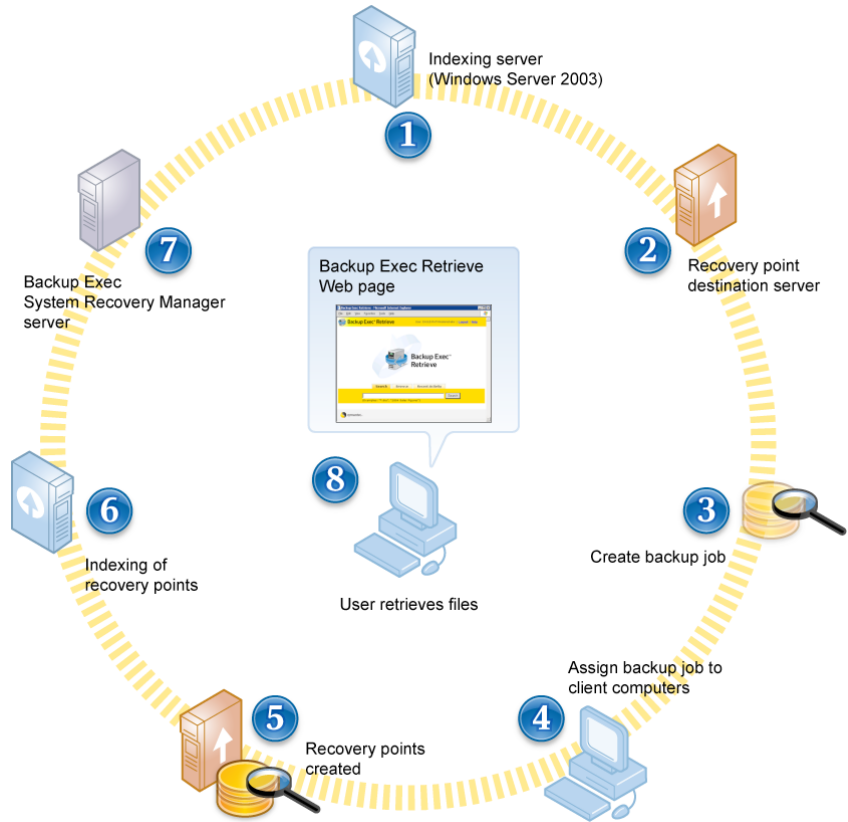 Indexing server
(Windows Server 2003)
1
2
Recovery point
destination server
7
Backup Exec
System Recovery Manager
server
Backup Exec Retrieve
Web page
Backup Exec Retrieve
Backup Exec™
Retrieve
Search
8
User retrieves files
3
Create backup job
6
Indexing of
recovery points
Assign backup job to
client computers
4
5
Recovery points
created